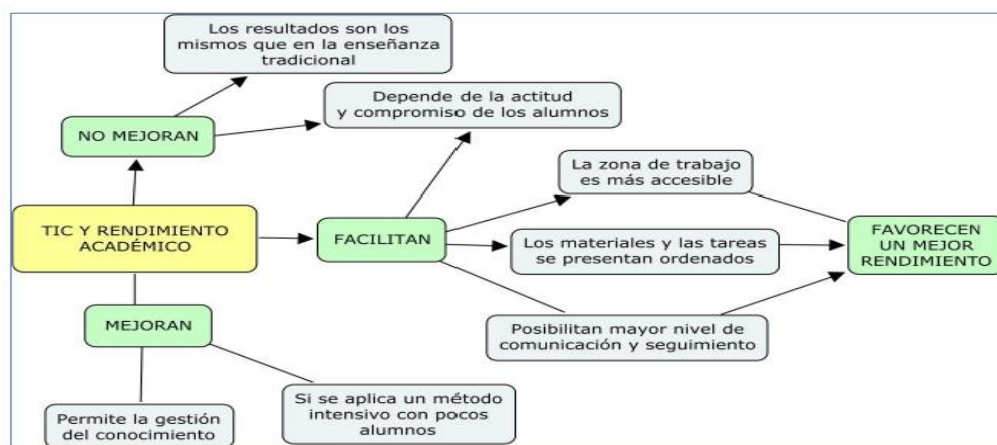 Los resultados son los
mismos que en la enseñanza
tradicional
Depende de la actitud
y compromiso de los alumnos
NO MEJORAN
La zona de trabajo
es más accesible
TIC Y RENDIMIENTO
ACADÉMICO
FACILITAN
Los materiales y las tareas
se presentan ordenados
FAVORECEN
UN MEJOR
RENDIMIENTO
MEJORAN
Posibilitan mayor nivel de
comunicación y seguimiento
Permite la gestión
del conocimiento
Si se aplica un método
intensivo con pocos
alumnos